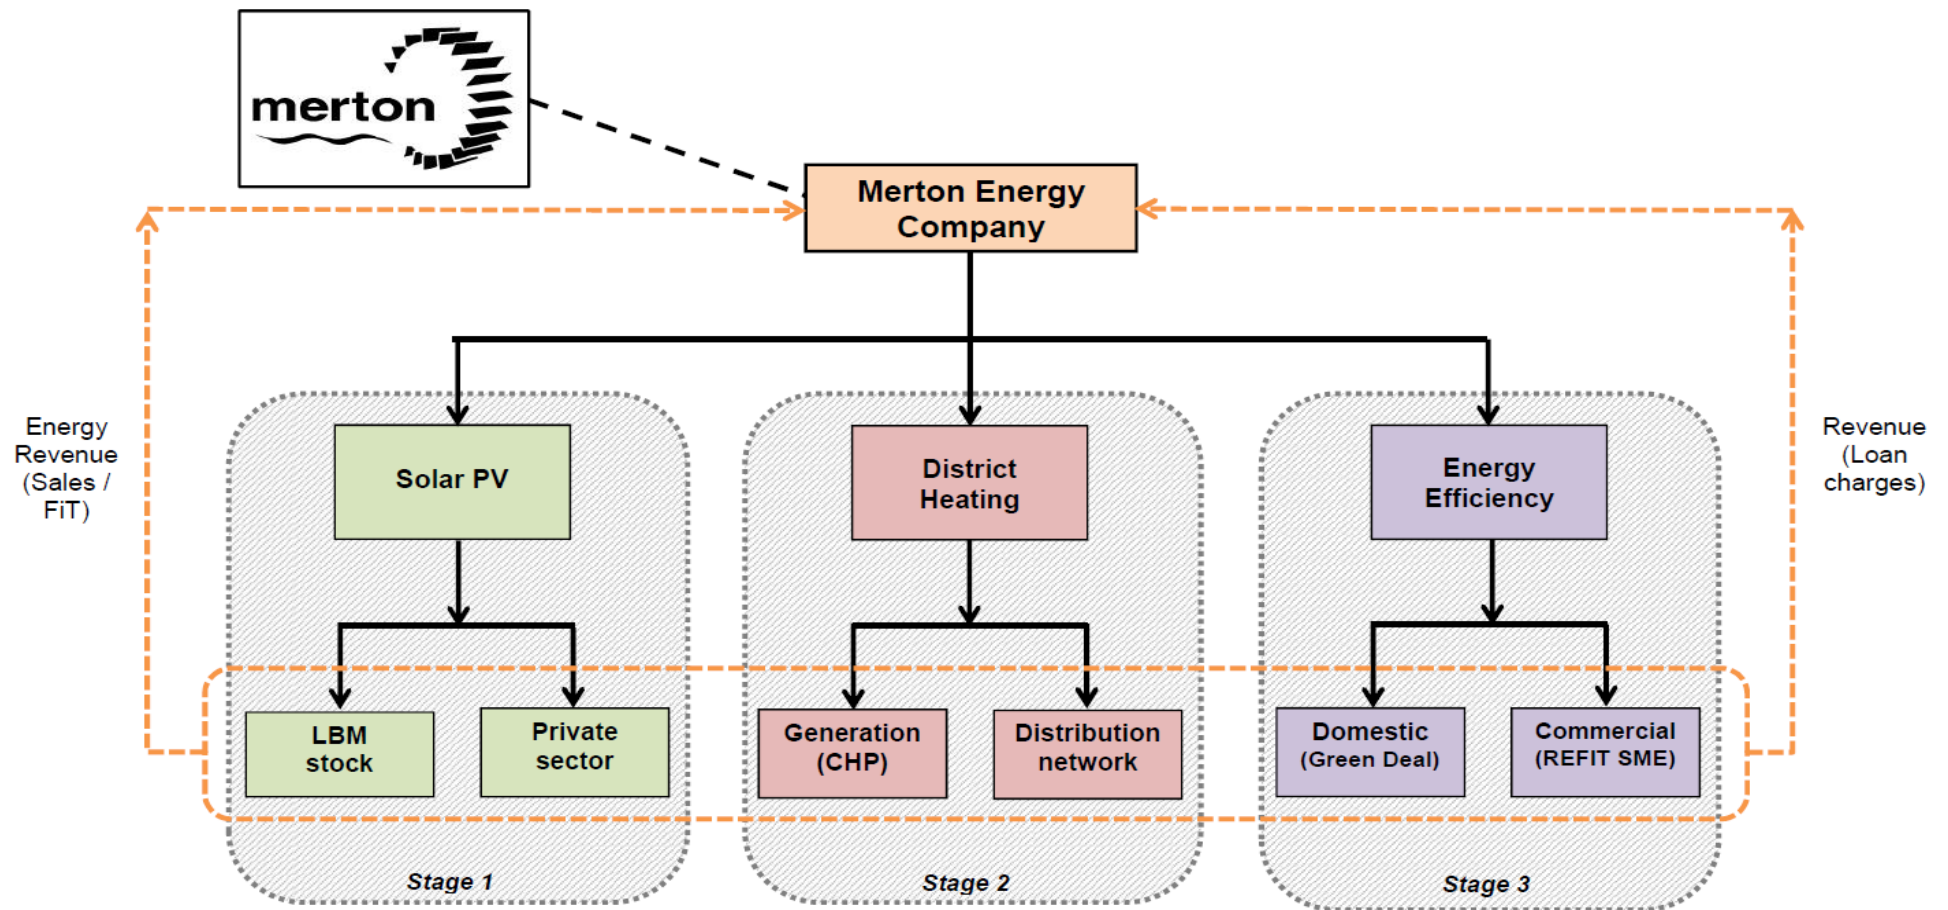 merton
Merton Energy
Company
Energy
Revenue
(Sales /
FiT)
Revenue
(Loan
charges)
Solar PV
District
Heating
Energy
Efficiency
LBM
stock
Private
sector
Generation
(CHP)
Distribution
network
Domestic
(Green Deal)
Commercial
(REFIT SME)
Stage 1
Stage 2
Stage 3